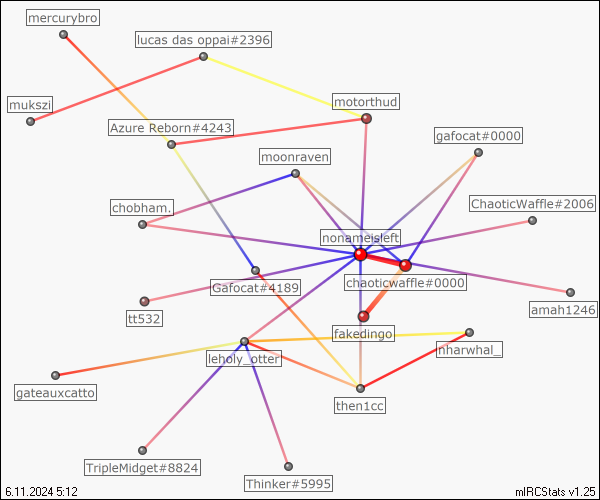 mercurybro
lucas das oppai#2396
mukszi
motorthud
Azure Reborn#4243
gafocat#0000
moonraven
chobham.
ChaoticWaffle#2006
nonameisleft
chaoticwaffle#0000
Gafocat#4189
tt532
amah1246
fakedingo
leholy_otter
nharwhal_
gateauxcatto
then1cc
TripleMidget#8824
Thinker#5995
6.11.2024 5:12
mIRCStats v1.25